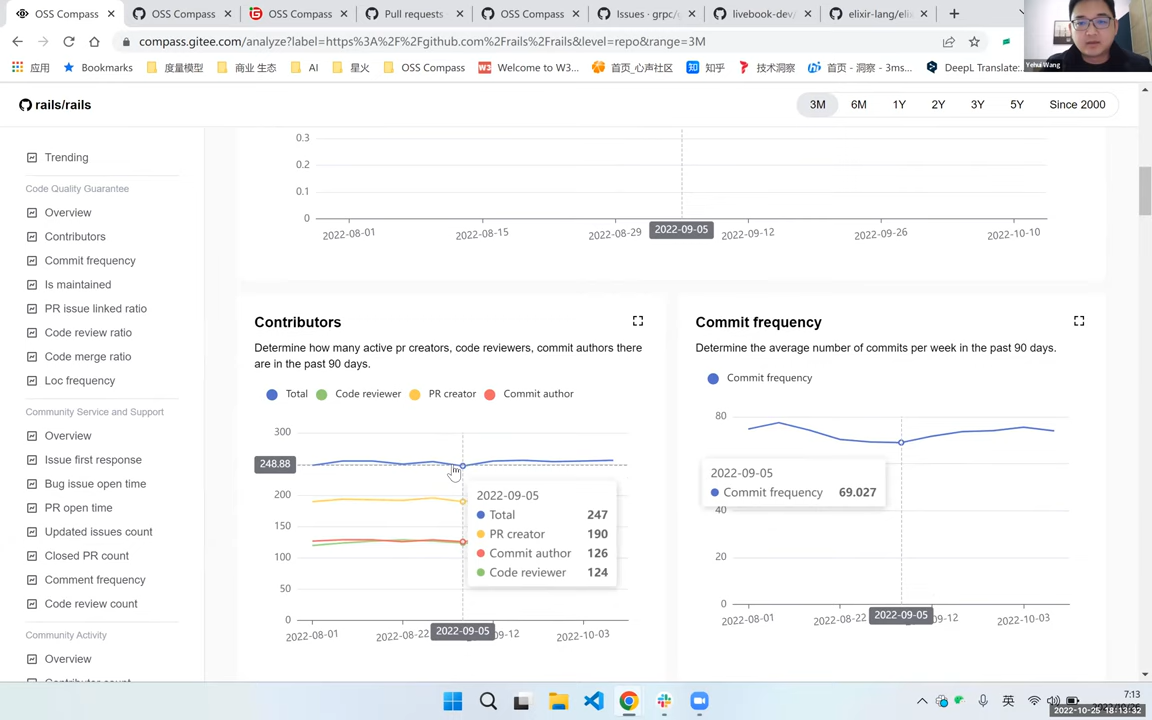 OSS Compass
OSS Compass
OSS Compass
Pull requests
OSS Compass
Issues · grpc/g
livebook-dev/
elixir-lang/eli
compass.gitee.com/analyze?label=https%3A%2F%2Fgithub.com%2Frails%2Frails&level=repo&range=3M
应用
Bookmarks
度量模型
商业 生态
AI
星火
OSS Compass
Welcome to W3...
首页_心声社区
知乎
技术洞察
首页 - 洞察 - 3ms...
DeepL Translate:...
Yehui Wang
rails/rails
3M
6M
1Y
2Y
3Y
5Y
Since 2000
Trending
Code Quality Guarantee
Overview
Contributors
Commit frequency
Is maintained
PR issue linked ratio
Code review ratio
Code merge ratio
Loc frequency
Community Service and Support
Overview
Issue first response
Bug issue open time
PR open time
Updated issues count
Closed PR count
Comment frequency
Code review count
Community Activity
Overview
0.3
0.2
0.1
0
2022-08-01
2022-08-15
2022-08-29
2022-09-05
2022-09-12
2022-09-26
2022-10-10
Contributors
Determine how many active pr creators, code reviewers, commit authors there
are in the past 90 days.
Total
Code reviewer
PR creator
Commit author
300
248.88
200
150
100
50
0
2022-09-05
Total 247
PR creator 190
Commit author 126
Code reviewer 124
2022-08-01
2022-08-22
2022-09-05
09-12
2022-10-03
Commit frequency
Determine the average number of commits per week in the past 90 days.
Commit frequency
80
40
20
0
2022-09-05
Commit frequency 69.027
2022-08-01
2022-08-22
2022-09-05
09-12
2022-10-03
英
7:13
2022-10-25 18:13:32